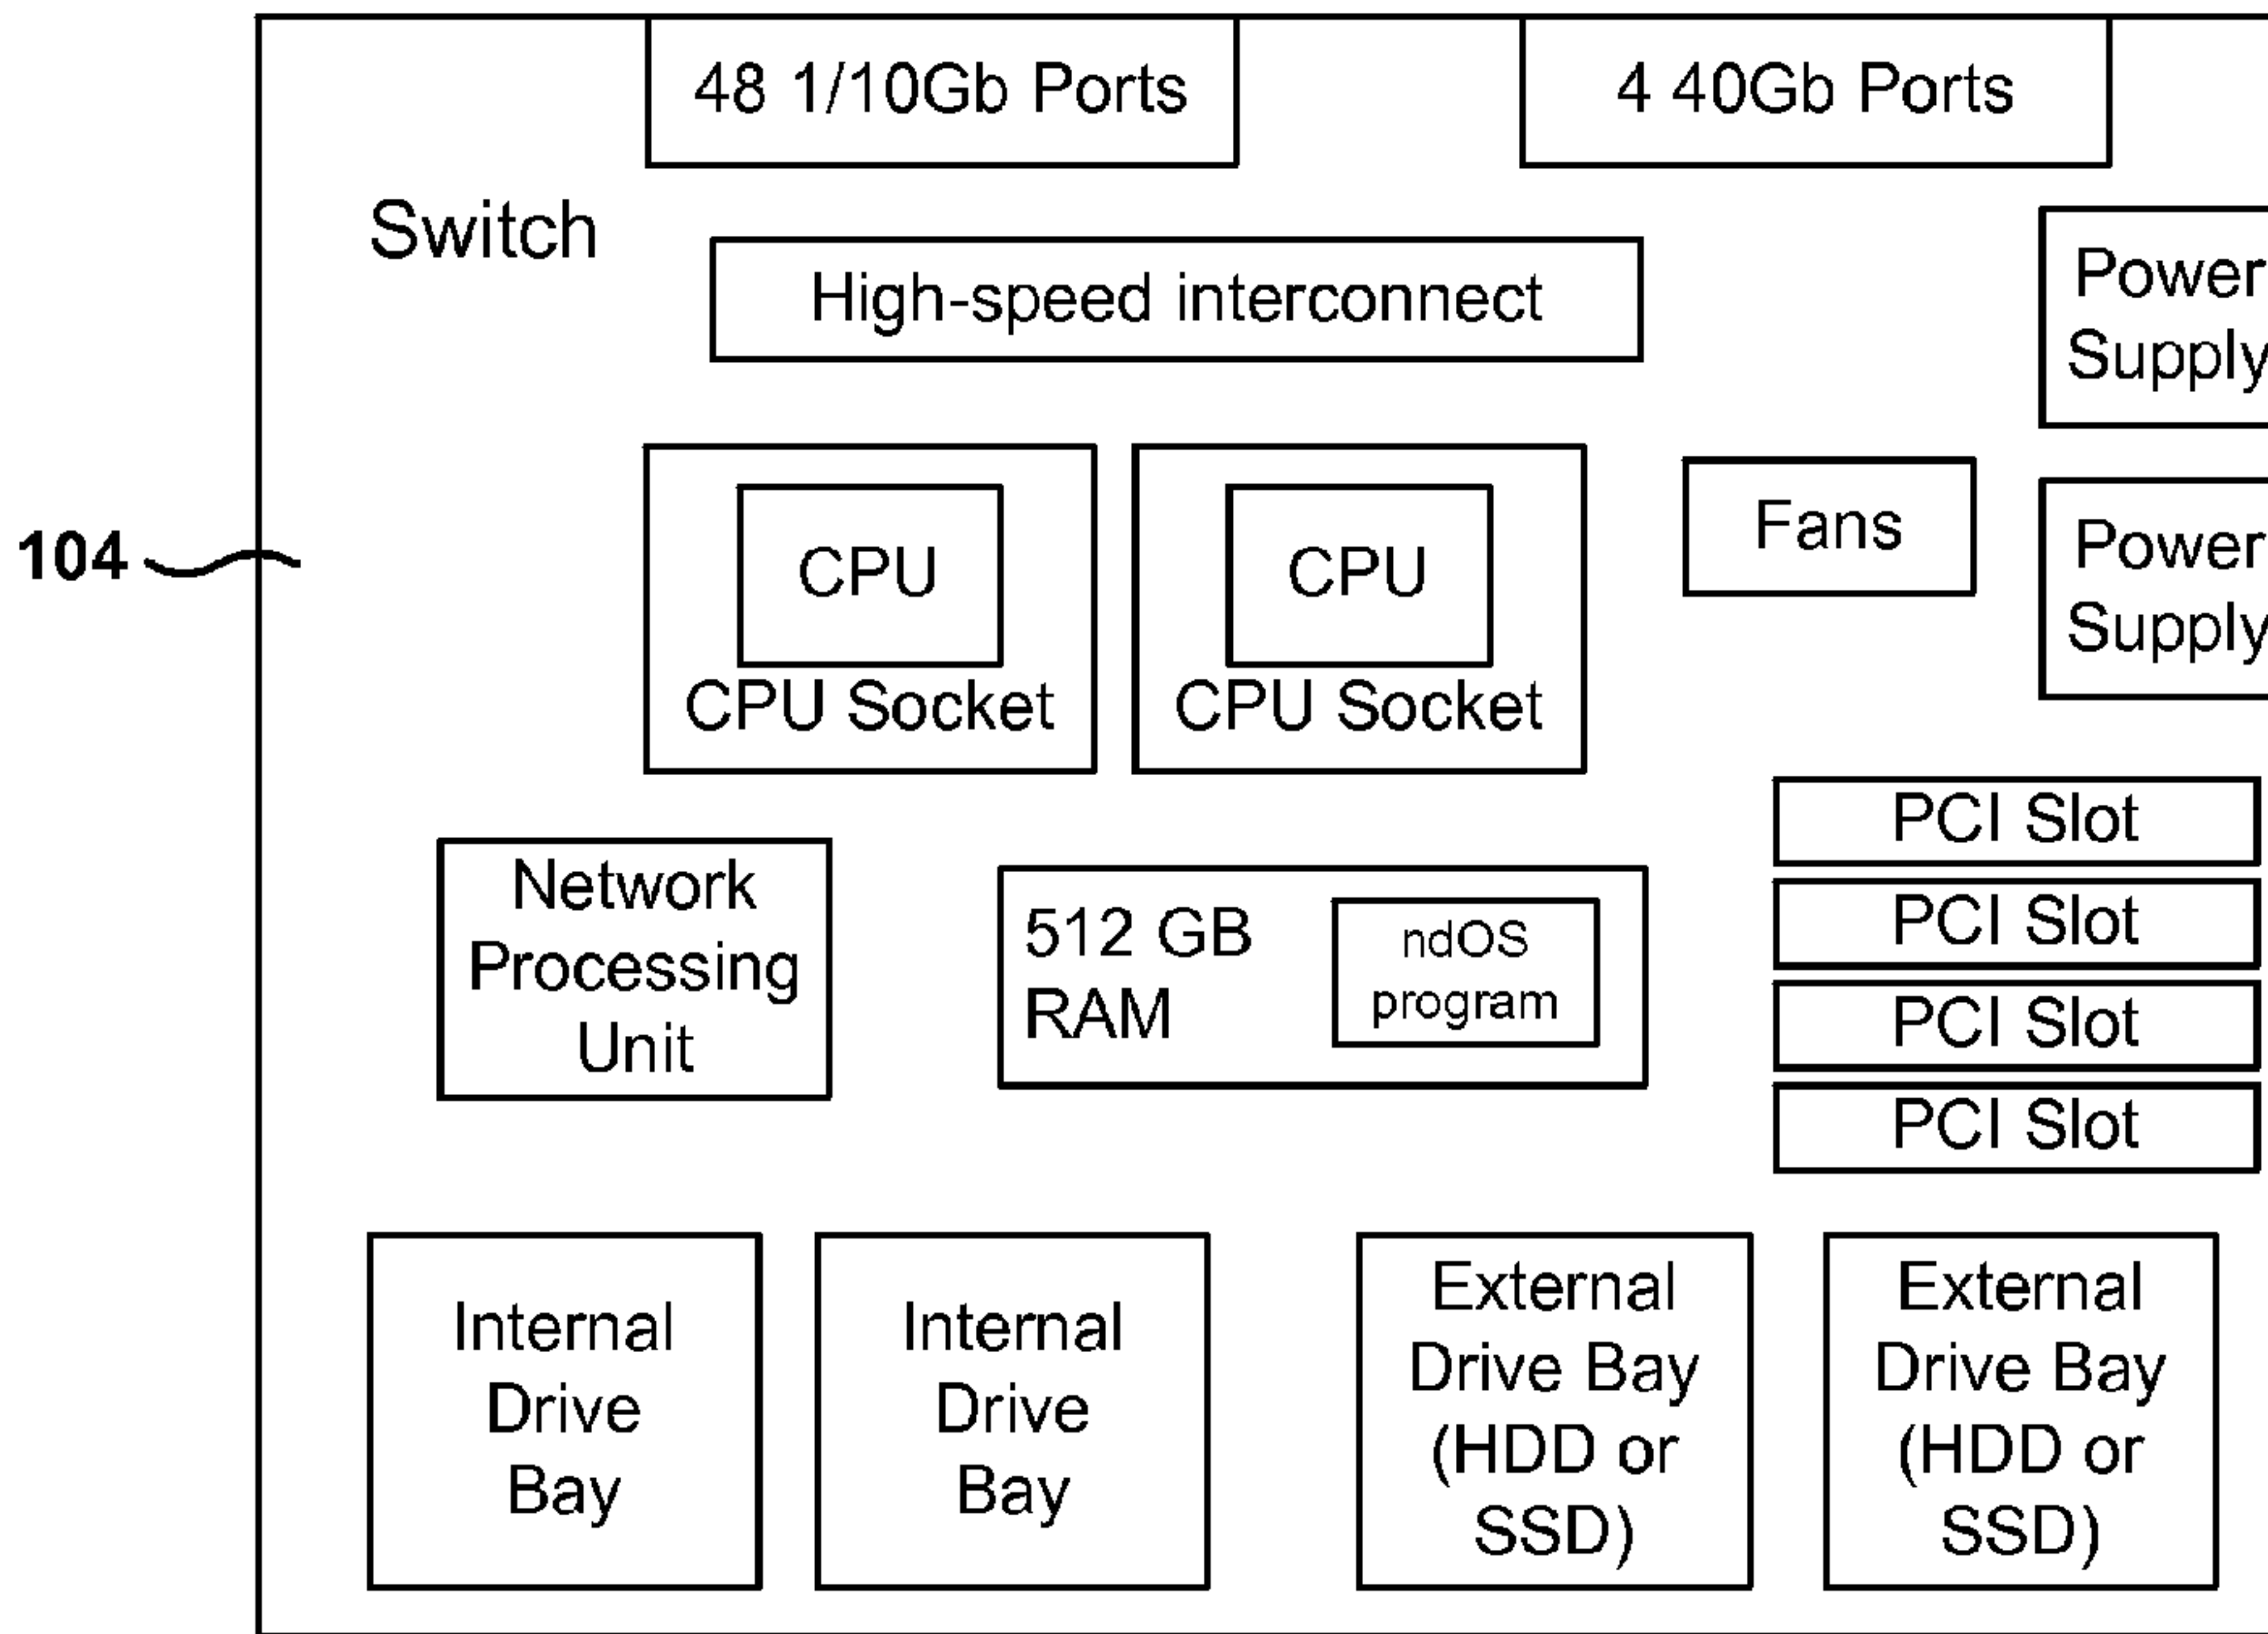 48 1/10Gb Ports
4 40Gb Ports
Switch
High-speed interconnect
Power
Supply
104
CPU
CPU Socket
CPU
CPU Socket
Fans
Power
Supply
Network
Processing
Unit
512 GB
RAM
ndOS
program
PCI Slot
PCI Slot
PCI Slot
PCI Slot
Internal
Drive
Bay
Internal
Drive
Bay
External
Drive Bay
(HDD or
SSD)
External
Drive Bay
(HDD or
SSD)